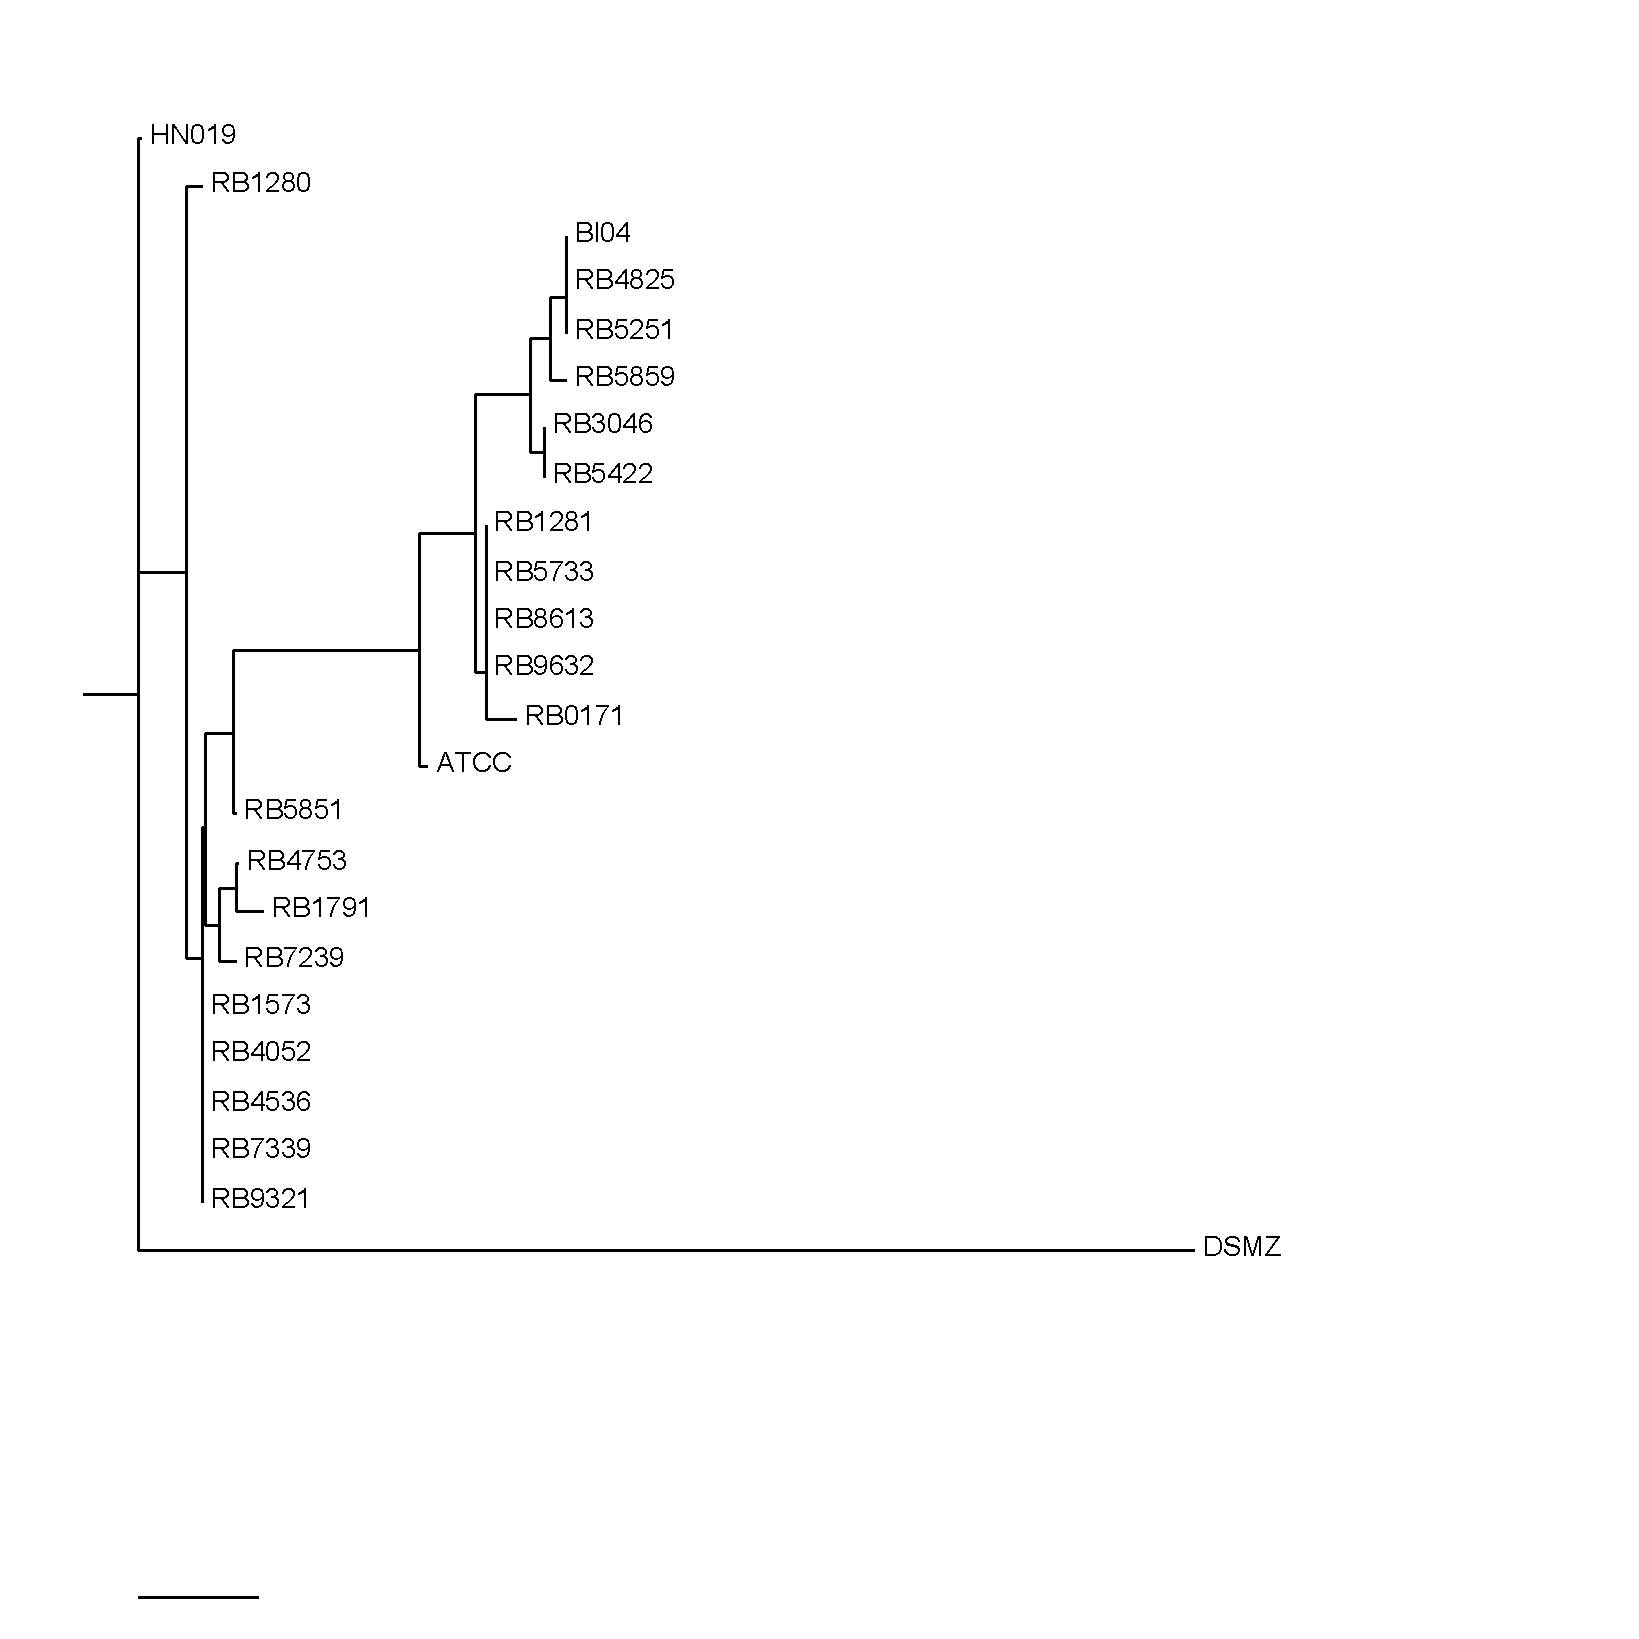 HN019
RB1280
BI04
RB4825
RB5251
RB5859
RB3046
RB5422
RB1281
RB5733
RB8613
RB9632
RB0171
ATCC
RB5851
RB4753
RB1791
RB7239
RB1573
RB4052
RB4536
RB7339
RB9321
DSMZ